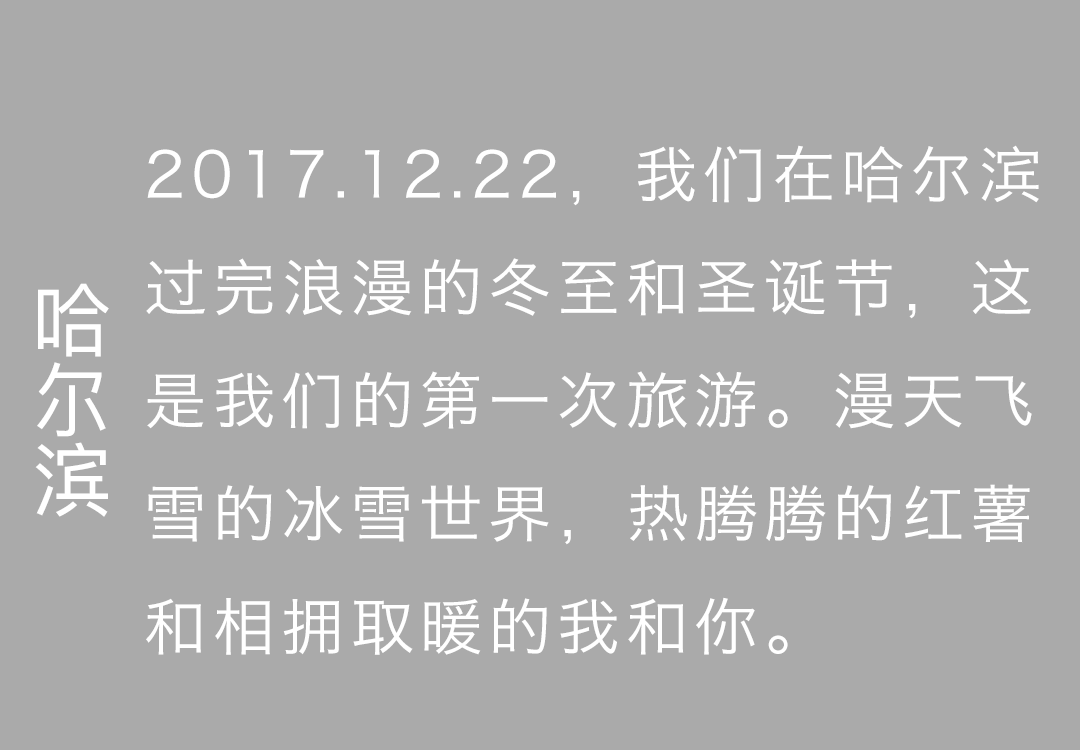 哈尔滨
2017.12.22，我们在哈尔滨
过完浪漫的冬至和圣诞节，这
是我们的第一次旅游。漫天飞
雪的冰雪世界，热腾腾的红薯
和相拥取暖的我和你。